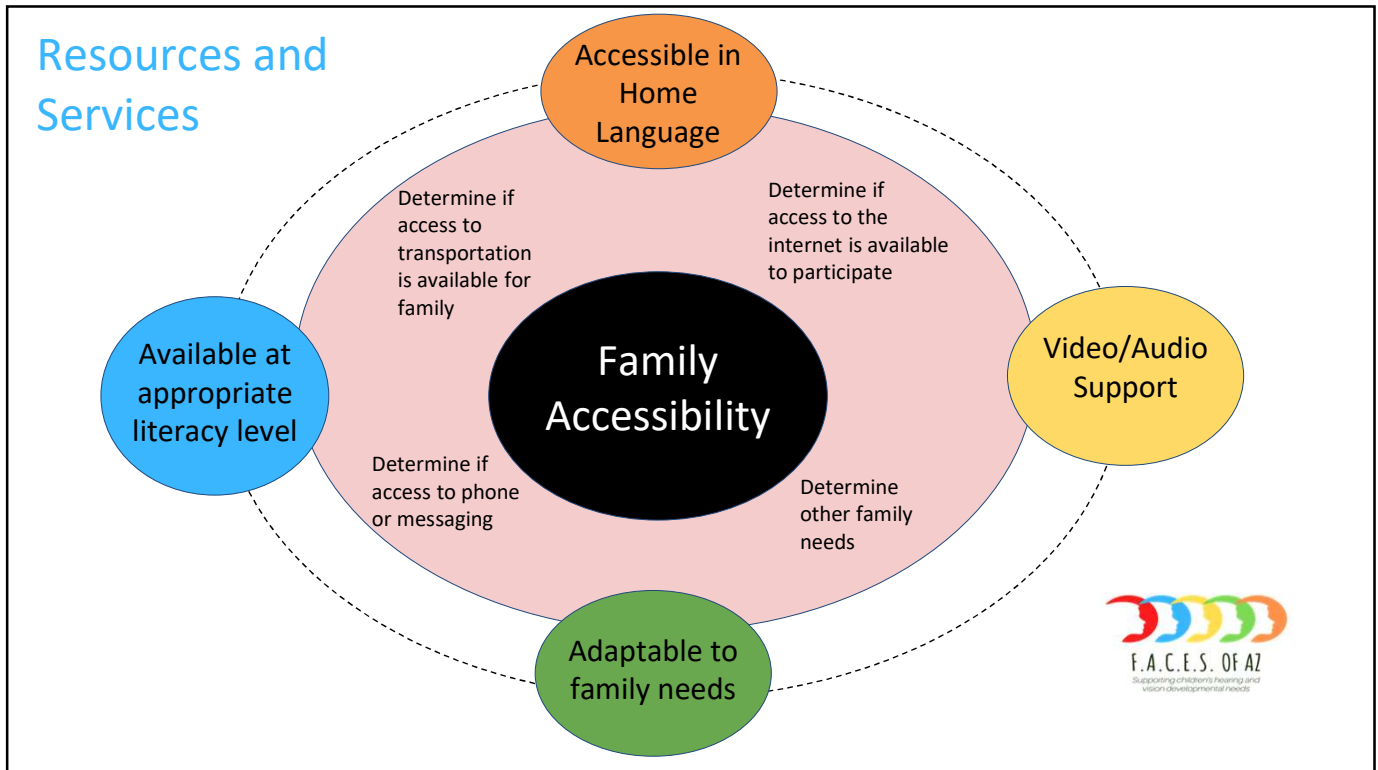 Resources and
Services
Accessible in
Home
Language
Determine if
access to
transportation
is available for
family
Determine if
access to the
internet is available
to participate
Available at
appropriate
literacy level
Family
Accessibility
Video/Audio
Support
Determine if
access to phone
or messaging
Determine
other family
needs
Adaptable to
family needs
F.A.C.E.S. OF AZ
Supporting children's hearing and
vision developmental needs